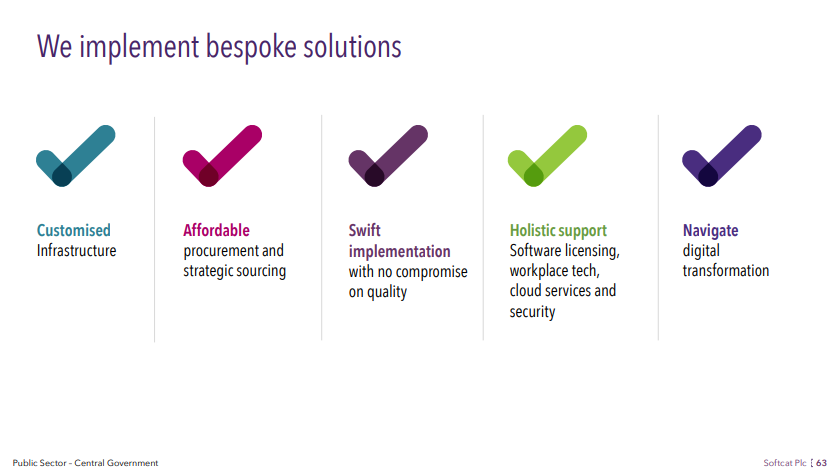 We implement bespoke solutions
Customised
Infrastructure
Affordable
procurement and
strategic sourcing
Swift
implementation
with no compromise
on quality
Holistic support
Software licensing,
workplace tech,
cloud services and
security
Navigate
digital
transformation
Public Sector - Central Government
Softcat Plc [ 63